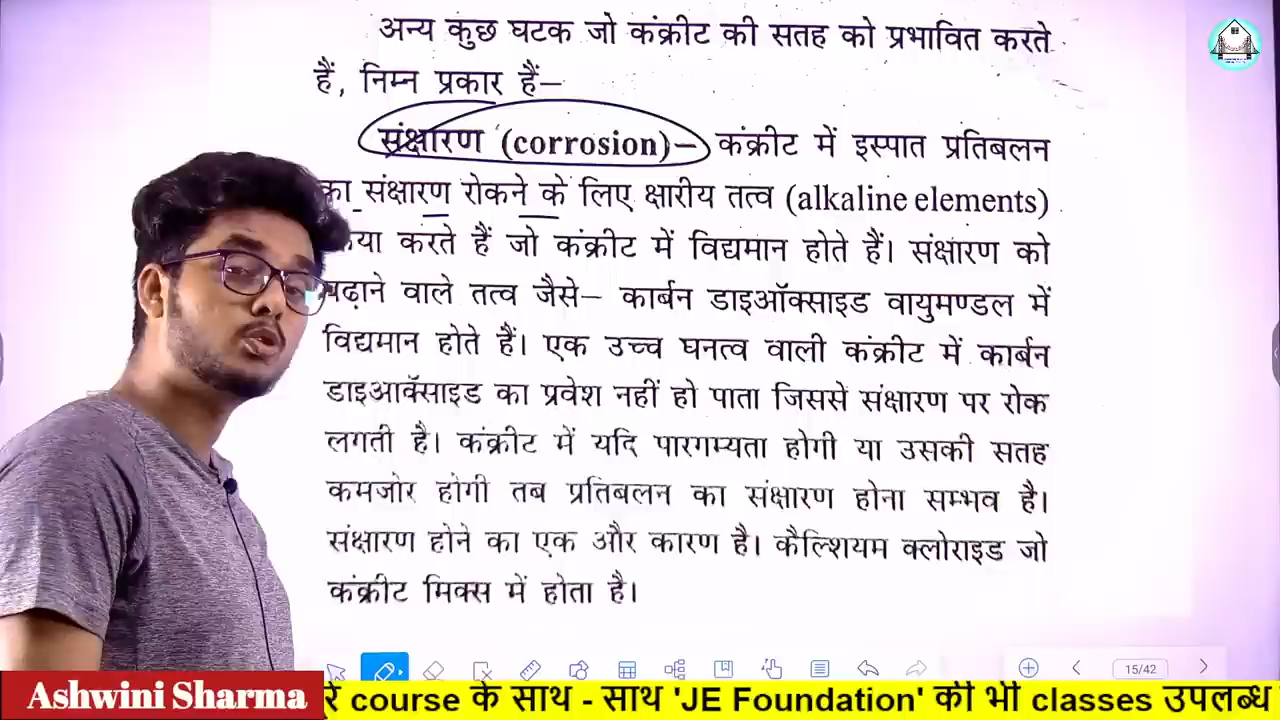 अन्य कुछ घटक जो कंक्रीट की सतह को प्रभावित करते
हैं, निम्न प्रकार हैं–
संक्षारण (corrosion)– कंक्रीट में इस्पात प्रतिबलन
का संक्षारण रोकने के लिए क्षारीय तत्व (alkaline elements)
करते हैं जो कंक्रीट में विद्यमान होते हैं। संक्षारण को
बढ़ाने वाले तत्व जैसे– कार्बन डाइऑक्साइड वायुमण्डल में
विद्यमान होते हैं। एक उच्च घनत्व वाली कंक्रीट में कार्बन
डाइआक्ॅसाइड का प्रवेश नहीं हो पाता जिससे संक्षारण पर रोक
लगती है। कंक्रीट में यदि पारगम्यता होगी या उसकी सतह
कमजोर होगी तब प्रतिबलन का संक्षारण होना सम्भव है।
संक्षारण होने का एक और कारण है। कैल्शियम क्लोराइड जो
कंक्रीट मिक्स में होता है।
15/42
Ashwini Sharma
course के साथ - साथ 'JE Foundation' की भी classes उपलब्ध